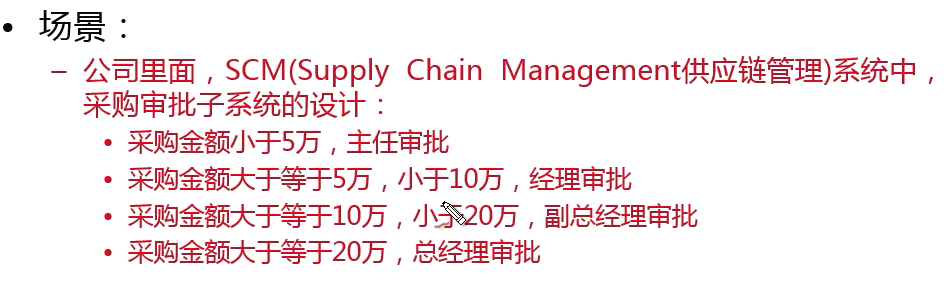 • 场景：
– 公司里面，SCM(Supply Chain Management供应链管理)系统中，
采购审批子系统的设计：
• 采购金额小于5万，主任审批
• 采购金额大于等于5万，小于10万，经理审批
• 采购金额大于等于10万，小于20万，副总经理审批
• 采购金额大于等于20万，总经理审批